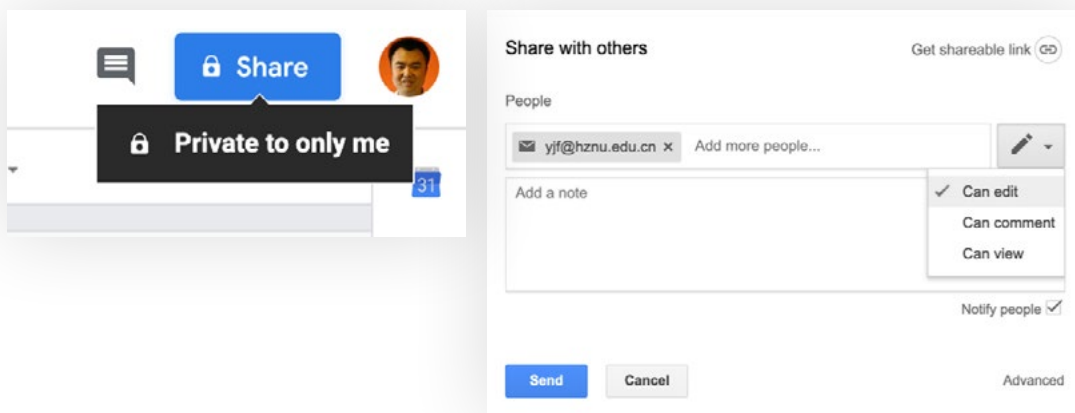 Share
Private to only me
31
Share with others
Get shareable link
People
yjf@hznu.edu.cn × Add more people...
Add a note
Can edit
Can comment
Can view
Notify people
Send Cancel Advanced